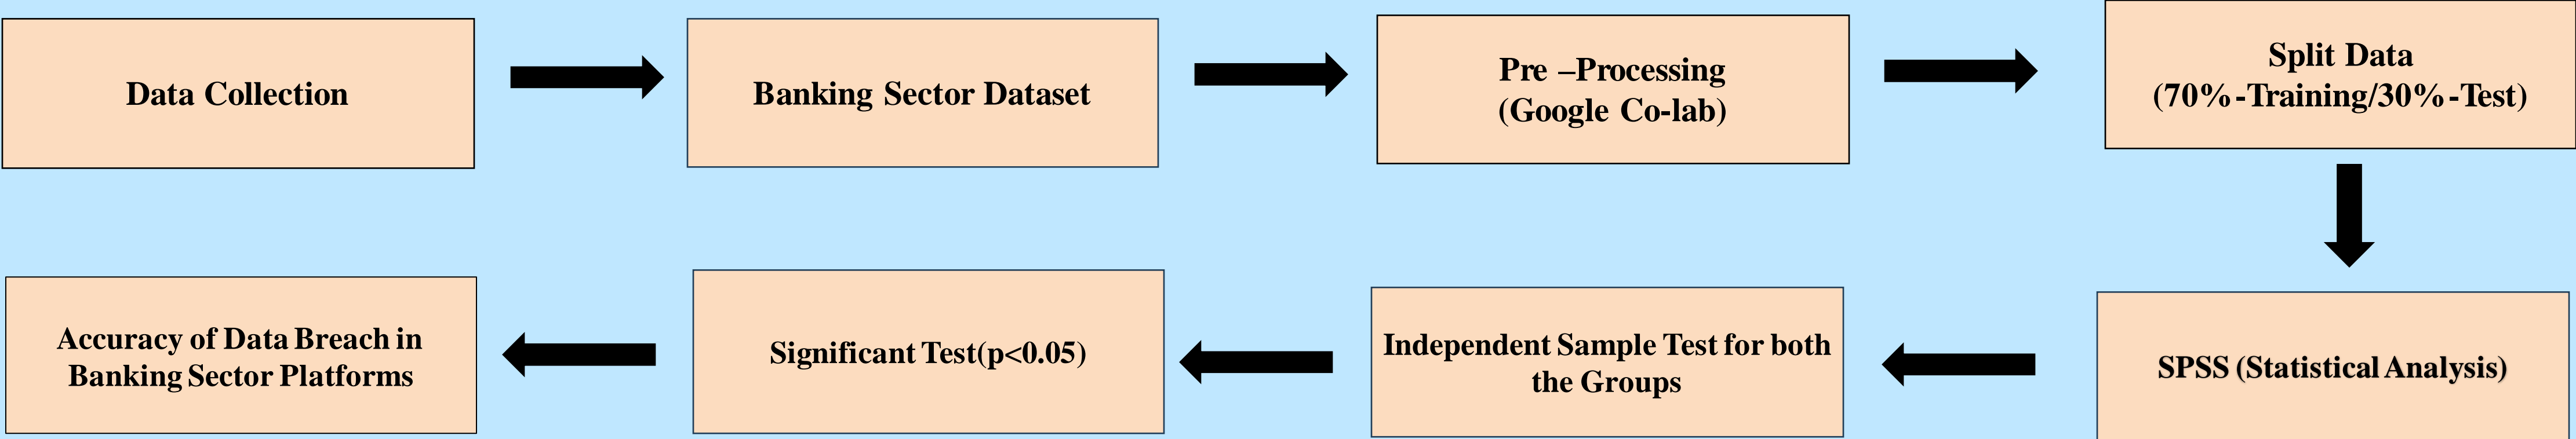 Data Collection
Banking Sector Dataset
Pre –Processing
(Google Co-lab)
Split Data
(70%-Training/30%-Test)
SPSS (Statistical Analysis)
Independent Sample Test for both
the Groups
Significant Test(p<0.05)
Accuracy of Data Breach in
Banking Sector Platforms